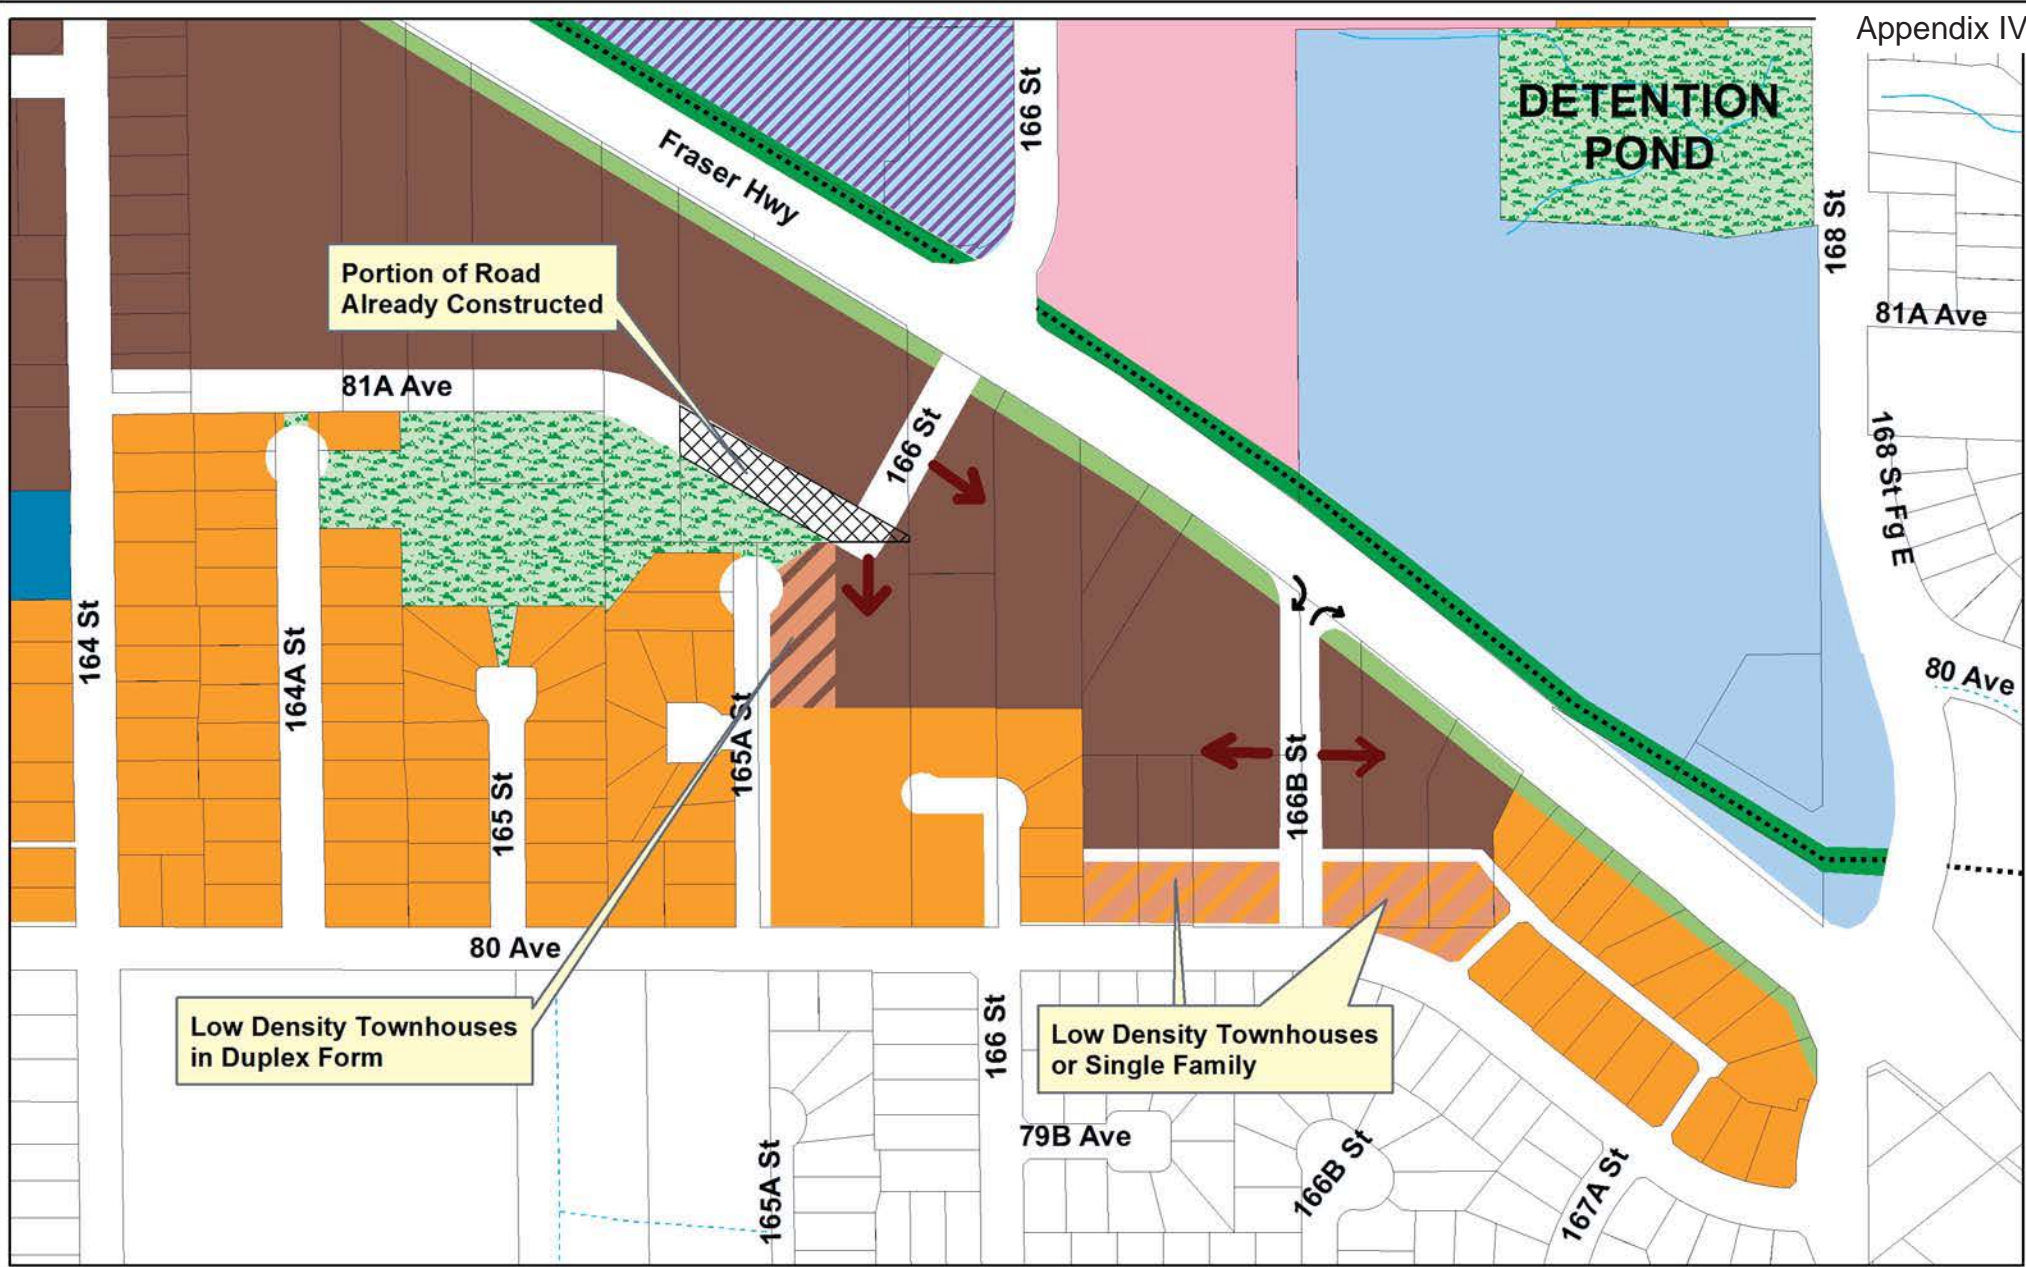 Appendix IV
DETENTION
POND
166 St
Fraser Hwy
168 St
Portion of Road
Already Constructed
81A Ave
81A Ave
166 St
168 St Fg E
164 St
164A St
165 St
165A St
166B St
80 Ave
80 Ave
Low Density Townhouses
in Duplex Form
Low Density Townhouses
or Single Family
166 St
79B Ave
165A St
166B St
167A St